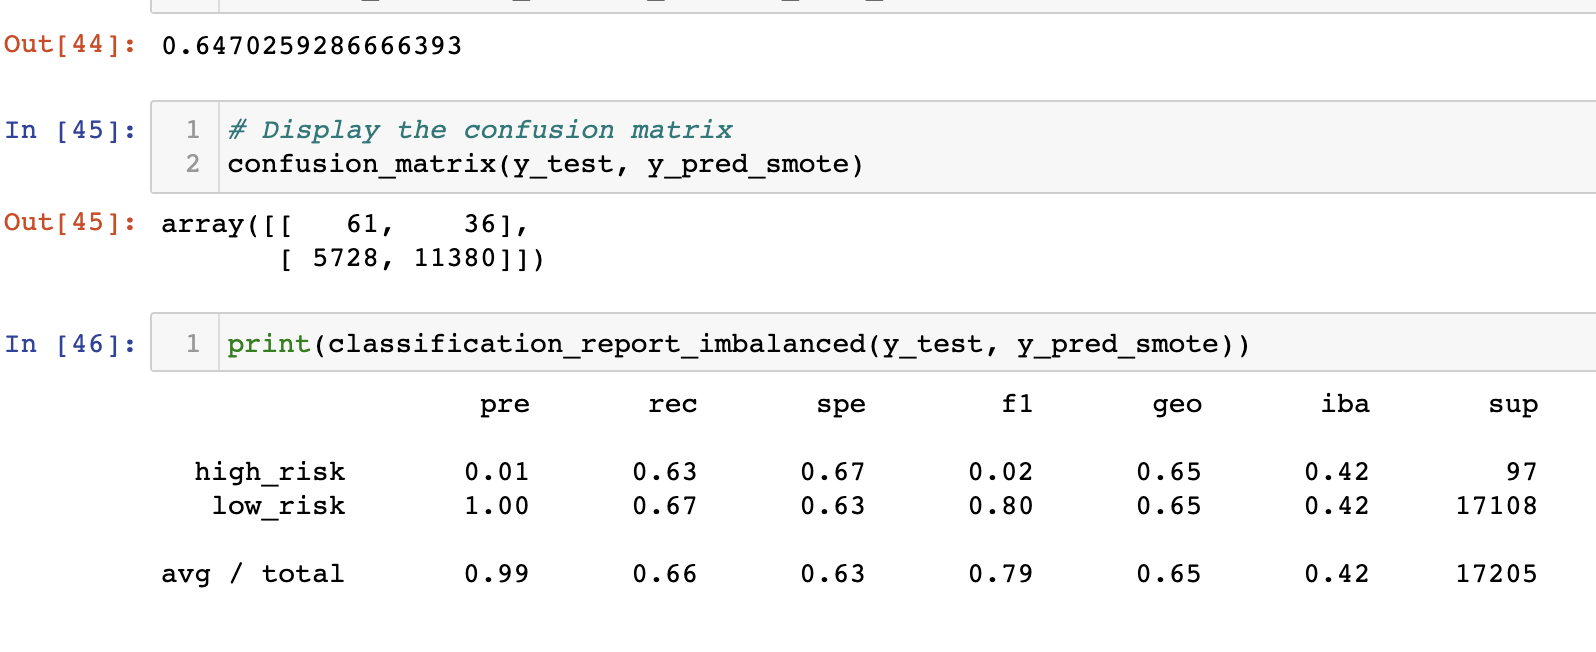 Out[44]: 0.6470259286666393
In [45]: 1 # Display the confusion matrix
2 confusion_matrix(y_test, y_pred_smote)
Out[45]: array([[   61,    36],
       [ 5728, 11380]])
In [46]: 1 print(classification_report_imbalanced(y_test, y_pred_smote))
pre rec spe f1 geo iba sup
high_risk 0.01 0.63 0.67 0.02 0.65 0.42 97
low_risk 1.00 0.67 0.63 0.80 0.65 0.42 17108
avg / total 0.99 0.66 0.63 0.79 0.65 0.42 17205